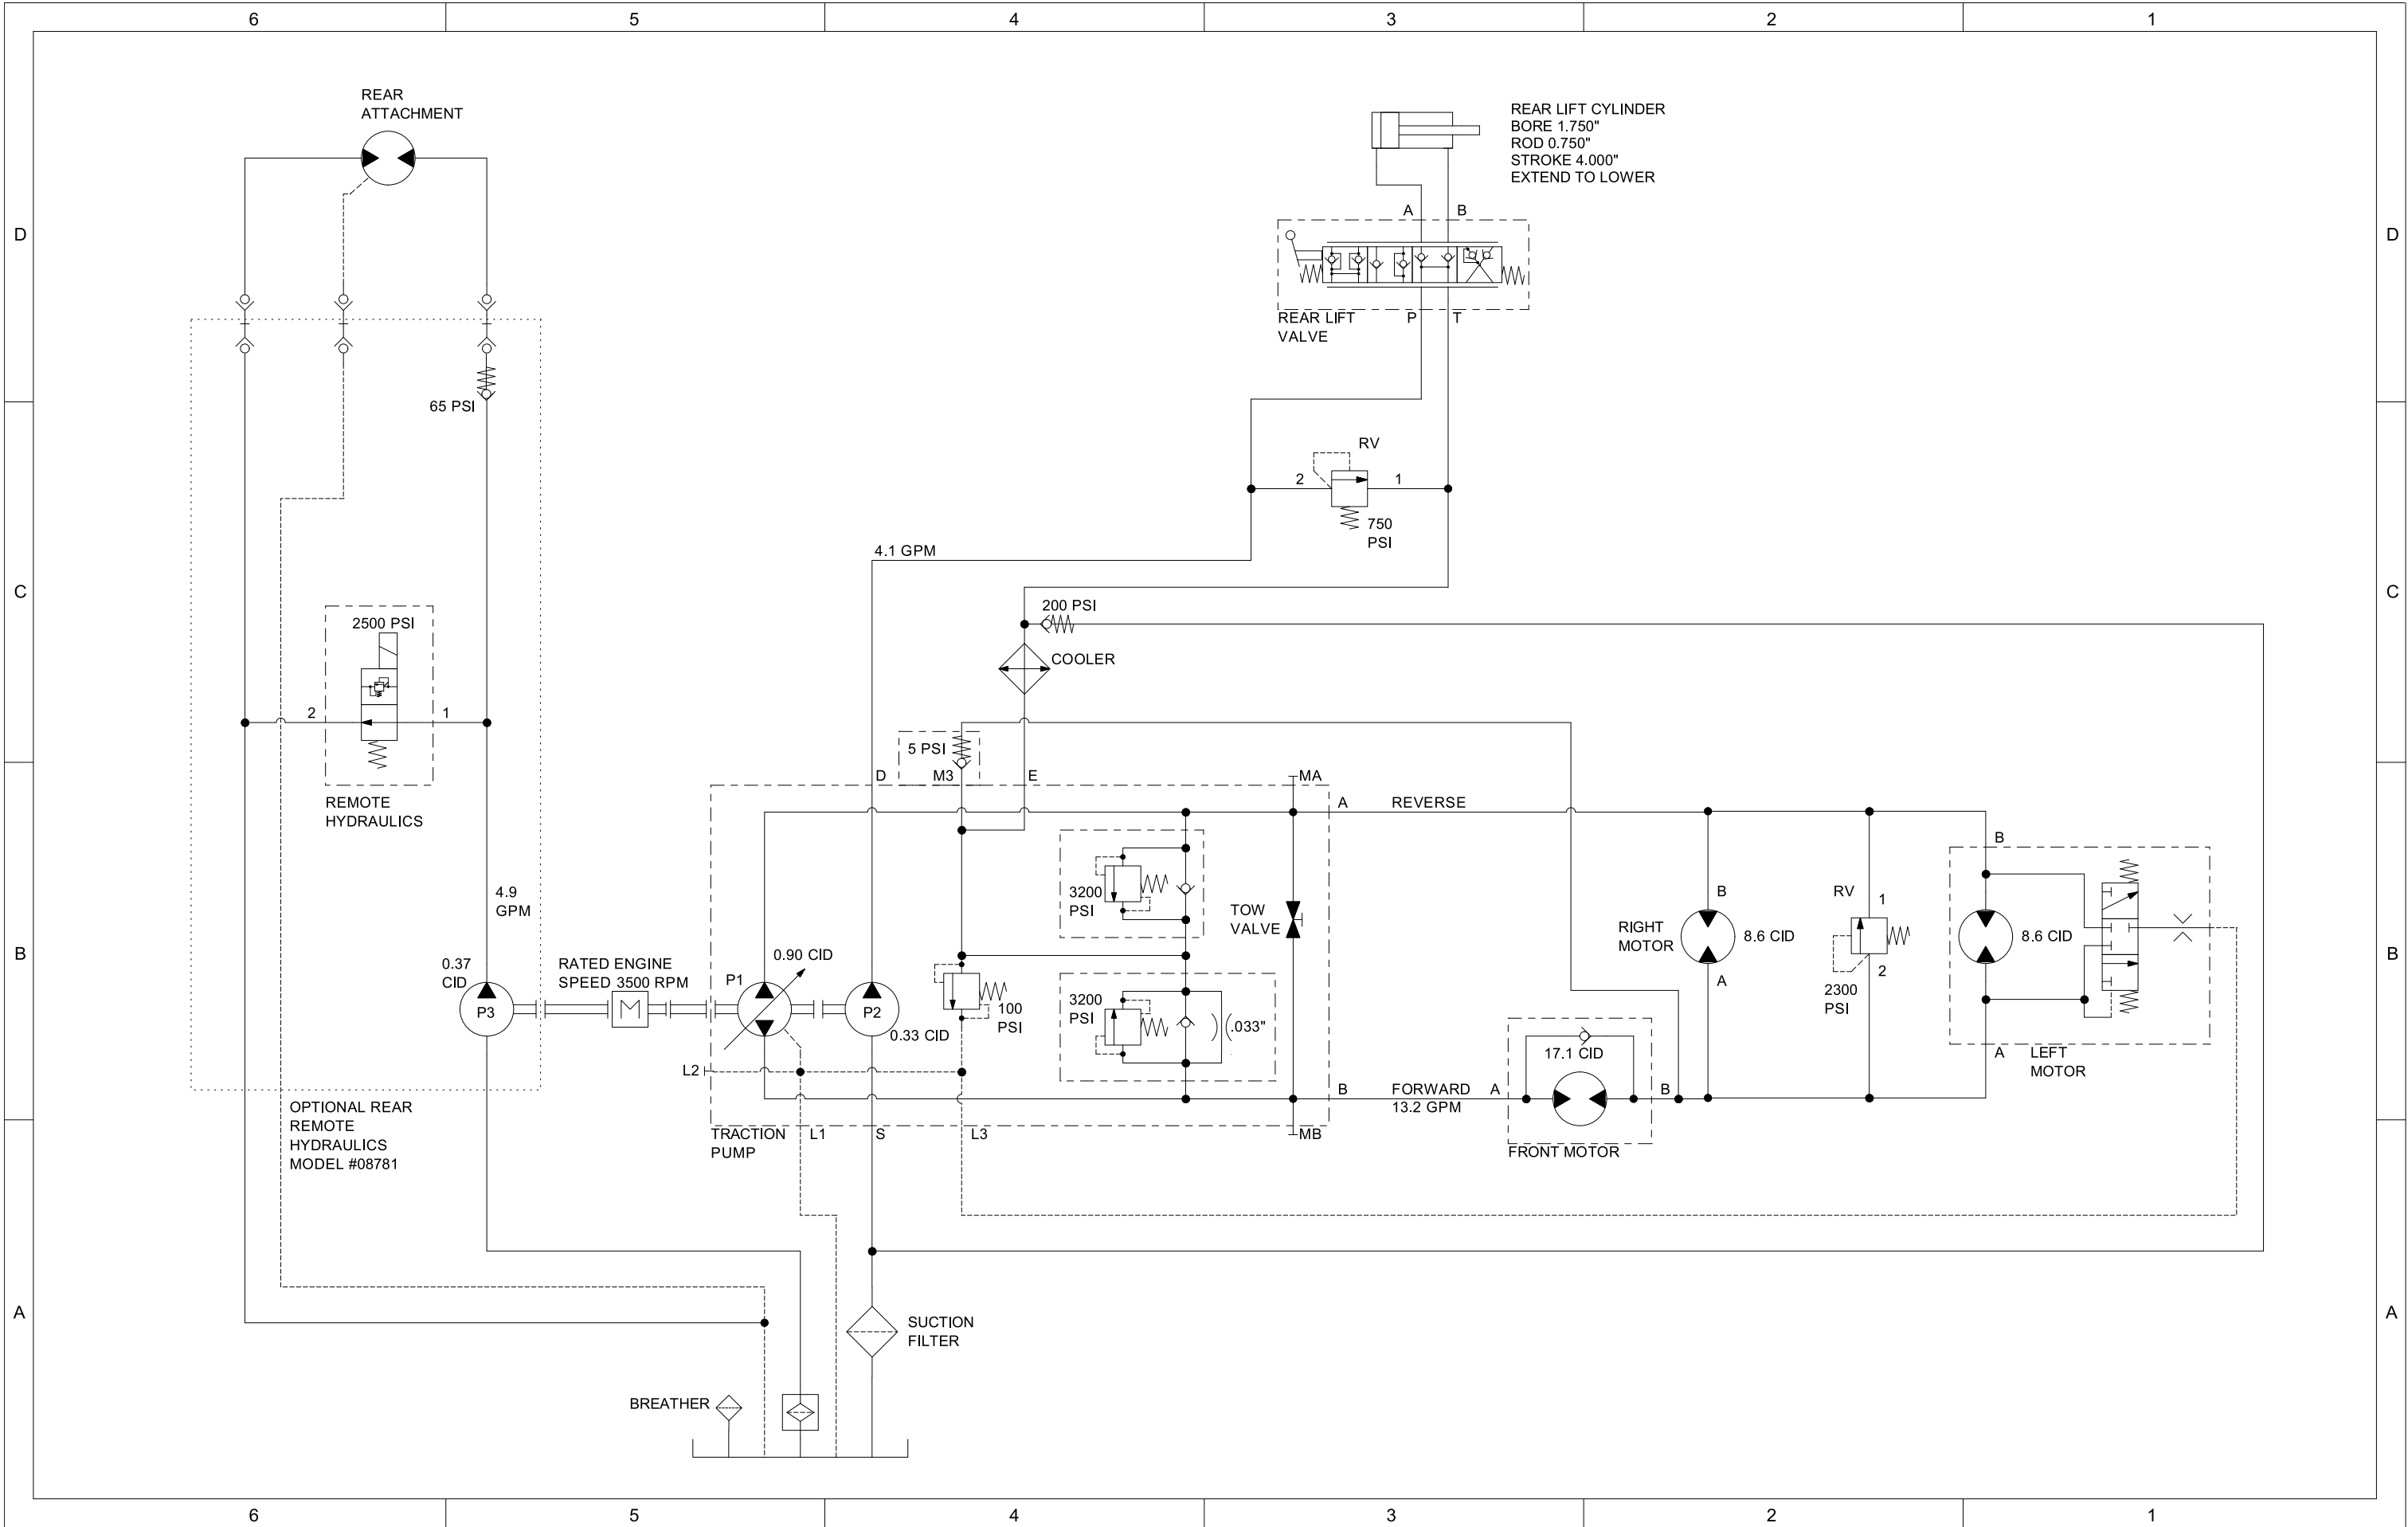 6 5 4 3 2 1
REAR
ATTACHMENT
REAR LIFT CYLINDER
BORE 1.750"
ROD 0.750"
STROKE 4.000"
EXTEND TO LOWER
A B
D D
REAR LIFT
VALVE
P T
65 PSI
RV
2 1
750
PSI
4.1 GPM
C C
200 PSI
2500 PSI
COOLER
2 1
5 PSI
D M3 E
MA
REMOTE
HYDRAULICS
A REVERSE
B
3200
PSI
4.9
GPM
TOW
VALVE
B
RV 1
RIGHT
MOTOR
8.6 CID
8.6 CID
B B
0.37
CID
RATED ENGINE
SPEED 3500 RPM
P1
0.90 CID
A
2
2300
PSI
P3
M
P2
100
PSI
3200
PSI
.033"
0.33 CID
17.1 CID
A
LEFT
MOTOR
L2
B FORWARD A
13.2 GPM
B
OPTIONAL REAR
REMOTE
HYDRAULICS
MODEL #08781
TRACTION
PUMP
L1 S L3
MB
FRONT MOTOR
A A
SUCTION
FILTER
BREATHER
6 5 4 3 2 1